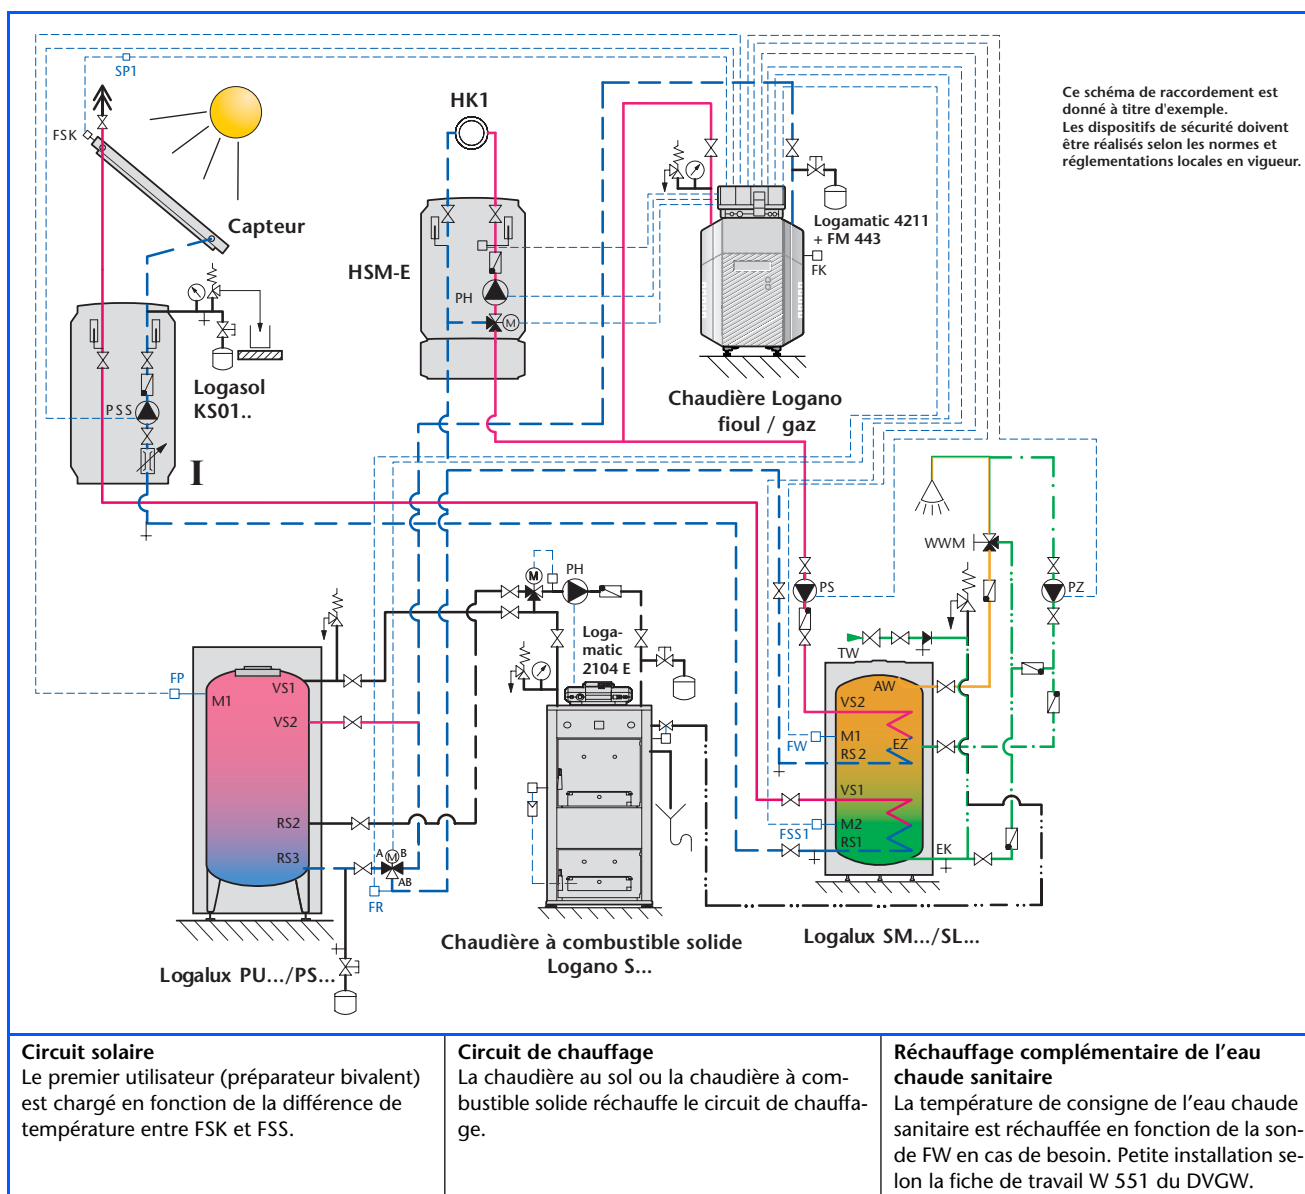 SP1
FSK
Capteur
HK1
Ce schéma de raccordement est
donné à titre d'exemple.
Les dispositifs de sécurité doivent
être réalisés selon les normes et
réglementations locales en vigueur.
Logamatic 4211
+ FM 443
FK
HSM-E
PH
M
Logasol
KS01..
PSS
I
Chaudière Logano
fioul / gaz
WWM
PS
PZ
M
PH
Loga-
matic
2104 E
TW
FP
M1
VS1
VS2
RS2
RS3
A
M
B
AB
FR
AW
VS2
M1
EZ
FW
RS2
VS1
M2
FSS1
RS1
EK
Logalux PU.../PS...
Chaudière à combustible solide
Logano S...
Logalux SM.../SL...
Circuit solaire
Le premier utilisateur (préparateur bivalent)
est chargé en fonction de la différence de
température entre FSK et FSS.
Circuit de chauffage
La chaudière au sol ou la chaudière à com-
bustible solide réchauffe le circuit de chauffa-
ge.
Réchauffage complémentaire de l’eau
chaude sanitaire
La température de consigne de l’eau chaude
sanitaire est réchauffée en fonction de la son-
de FW en cas de besoin. Petite installation se-
lon la fiche de travail W 551 du DVGW.